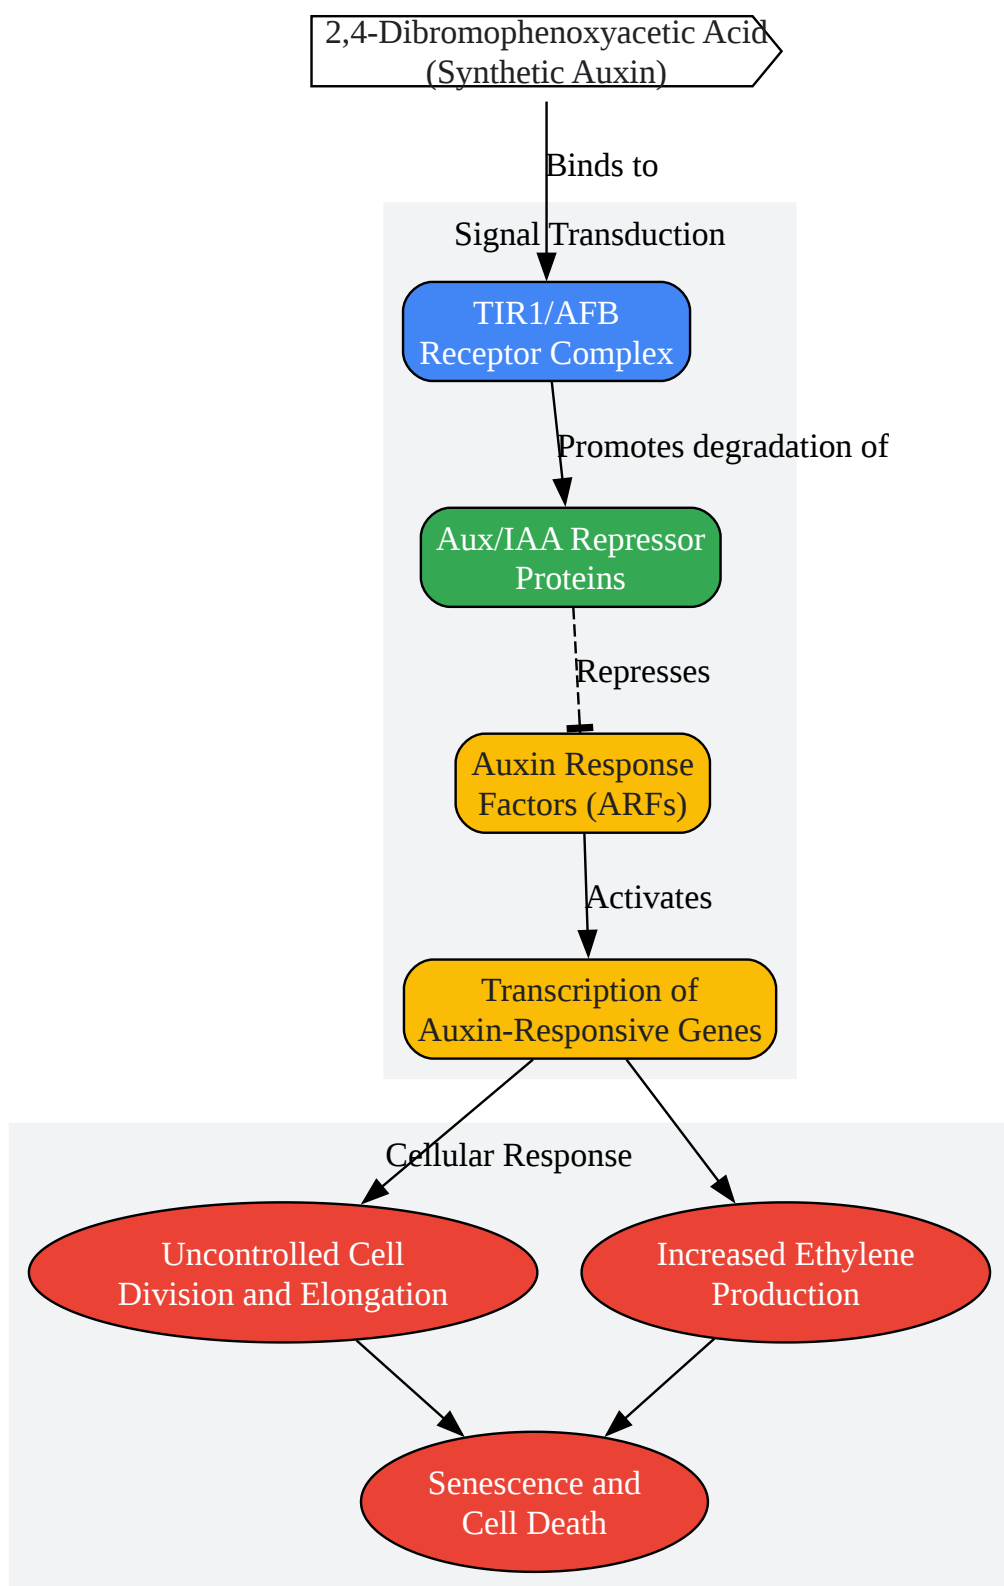 2,4-Dibromophenoxyacetic Acid
(Synthetic Auxin)
Binds to
Signal Transduction
TIR1/AFB
Receptor Complex
Promotes degradation of
Aux/IAA Repressor
Proteins
Represses
Auxin Response
Factors (ARFs)
Activates
Transcription of
Auxin-Responsive Genes
Cellular Response
Uncontrolled Cell
Division and Elongation
Increased Ethylene
Production
Senescence and
Cell Death